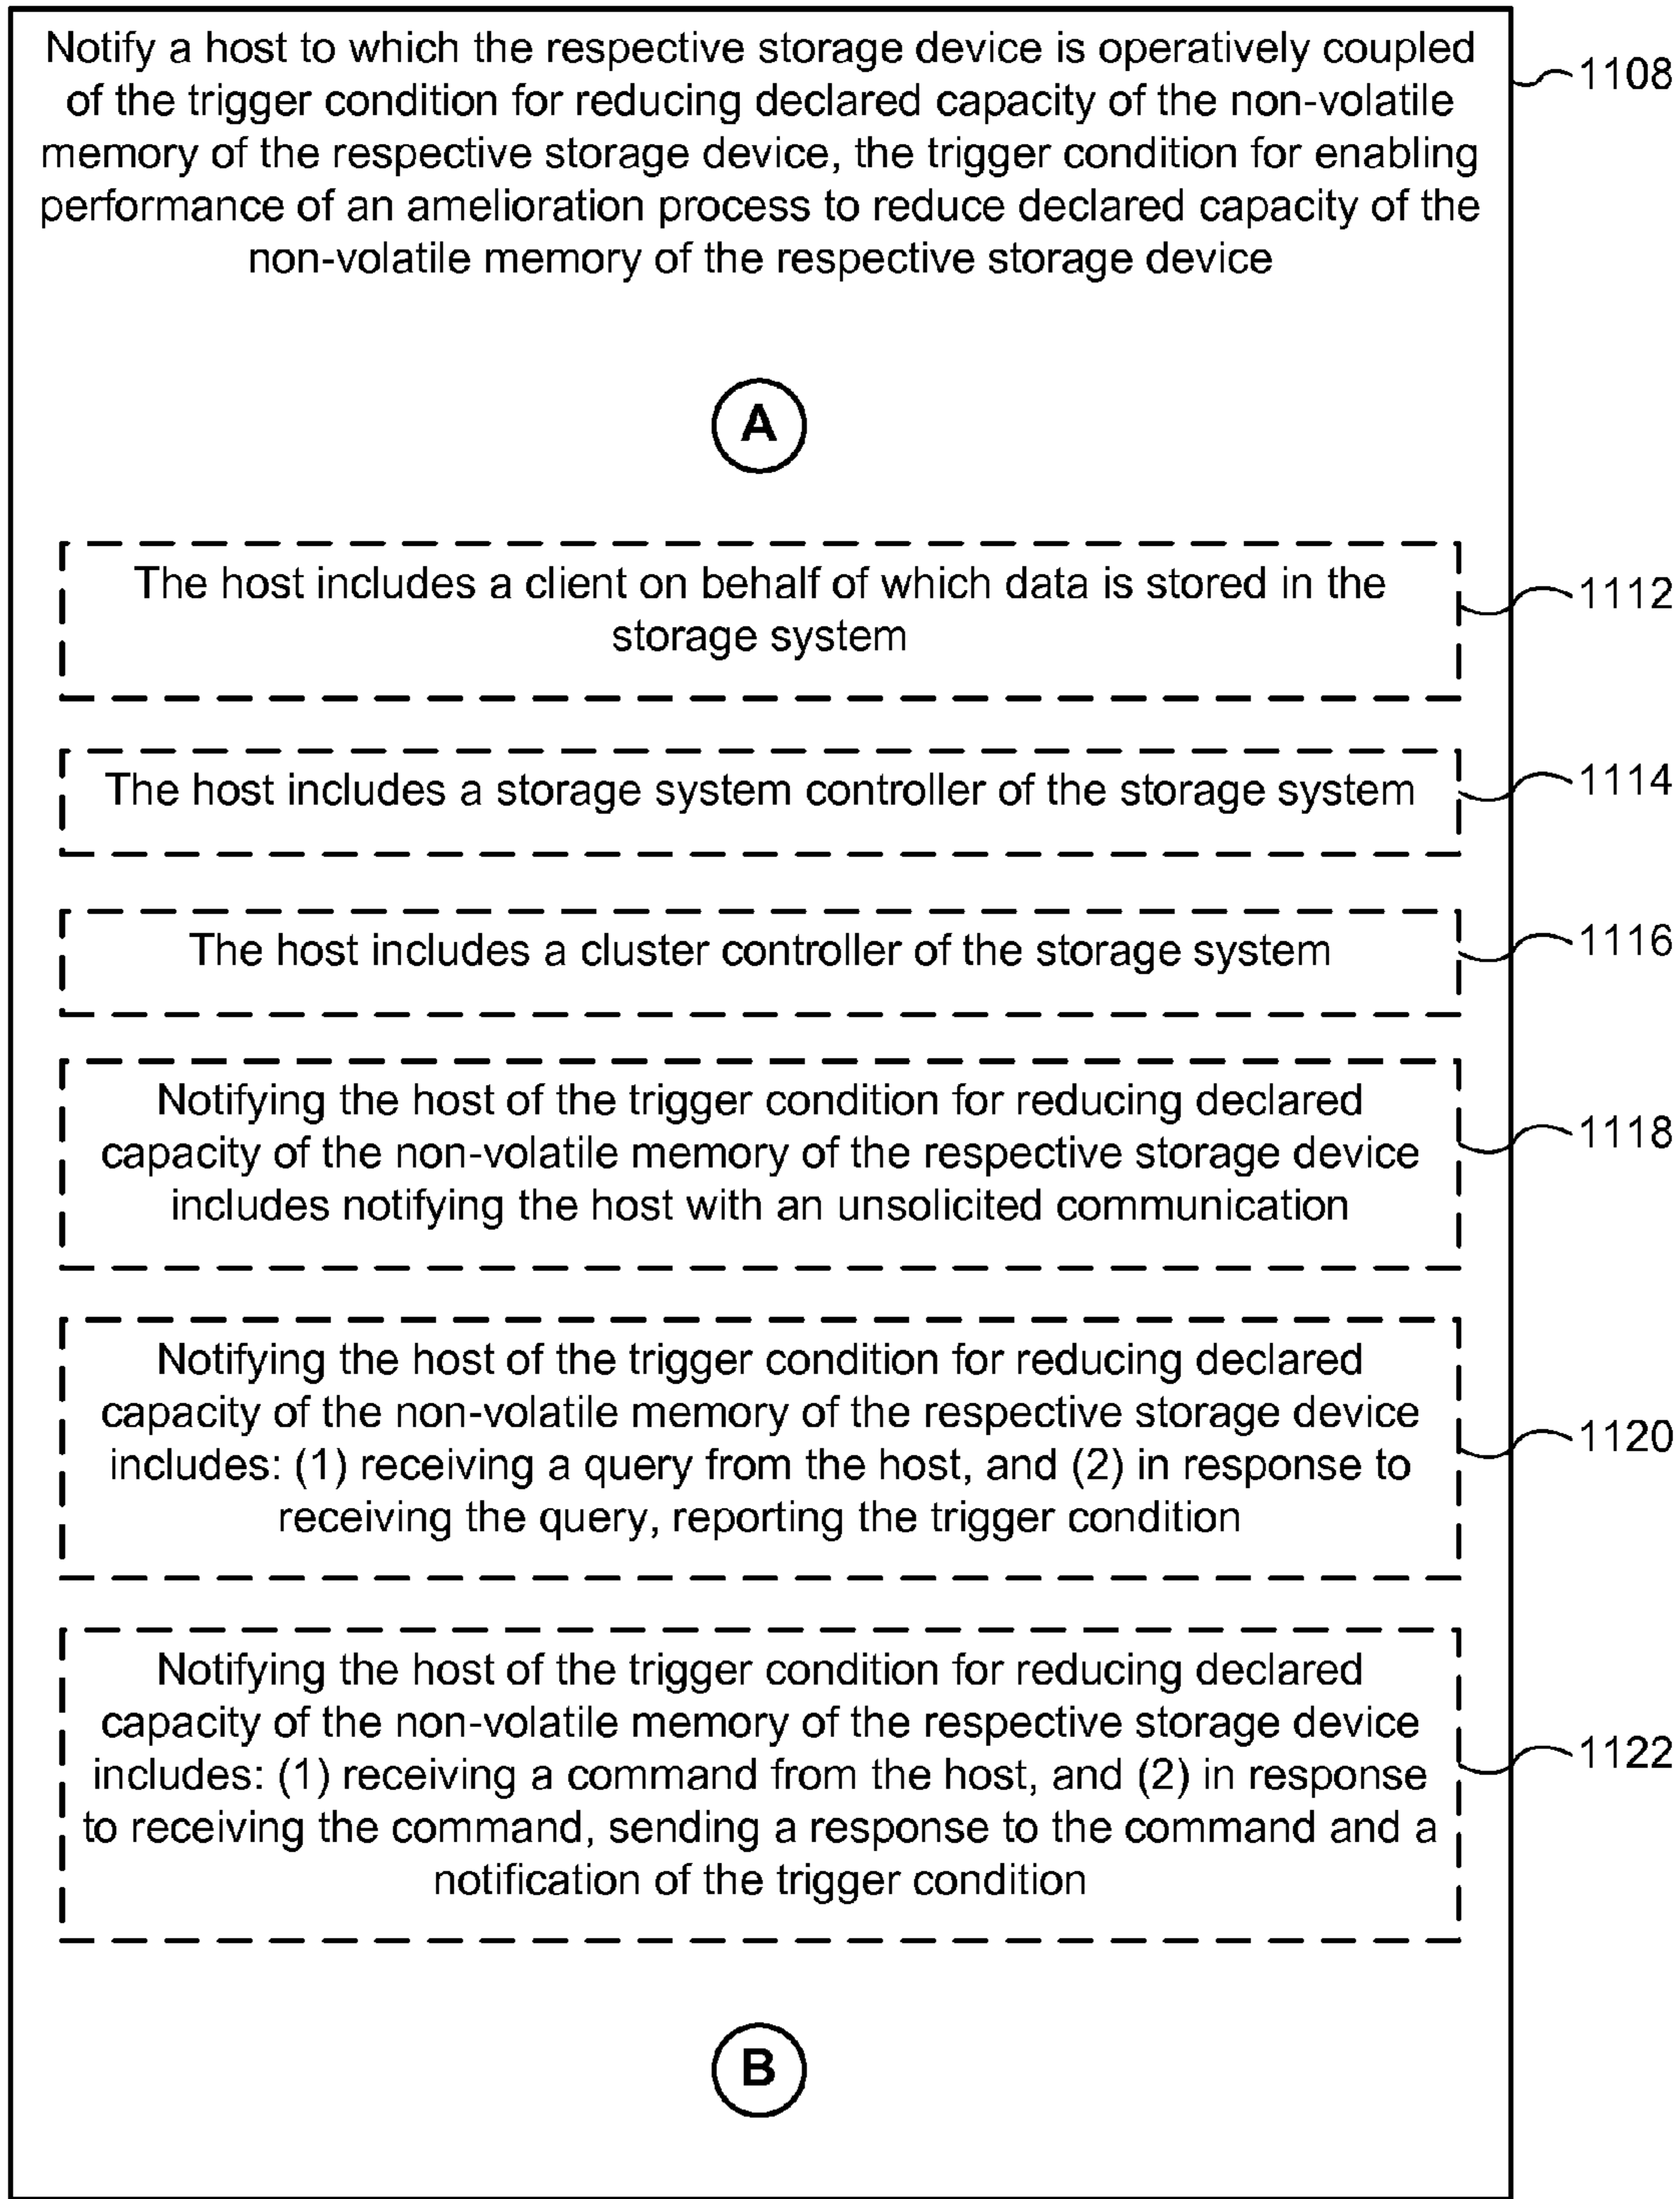 Notify a host to which the respective storage device is operatively coupled
of the trigger condition for reducing declared capacity of the non-volatile
memory of the respective storage device, the trigger condition for enabling
performance of an amelioration process to reduce declared capacity of the
non-volatile memory of the respective storage device
1108
A
The host includes a client on behalf of which data is stored in the
storage system
1112
The host includes a storage system controller of the storage system
1114
The host includes a cluster controller of the storage system
1116
Notifying the host of the trigger condition for reducing declared
capacity of the non-volatile memory of the respective storage device
includes notifying the host with an unsolicited communication
1118
Notifying the host of the trigger condition for reducing declared
capacity of the non-volatile memory of the respective storage device
includes: (1) receiving a query from the host, and (2) in response to
receiving the query, reporting the trigger condition
1120
Notifying the host of the trigger condition for reducing declared
capacity of the non-volatile memory of the respective storage device
includes: (1) receiving a command from the host, and (2) in response
to receiving the command, sending a response to the command and a
notification of the trigger condition
1122
B